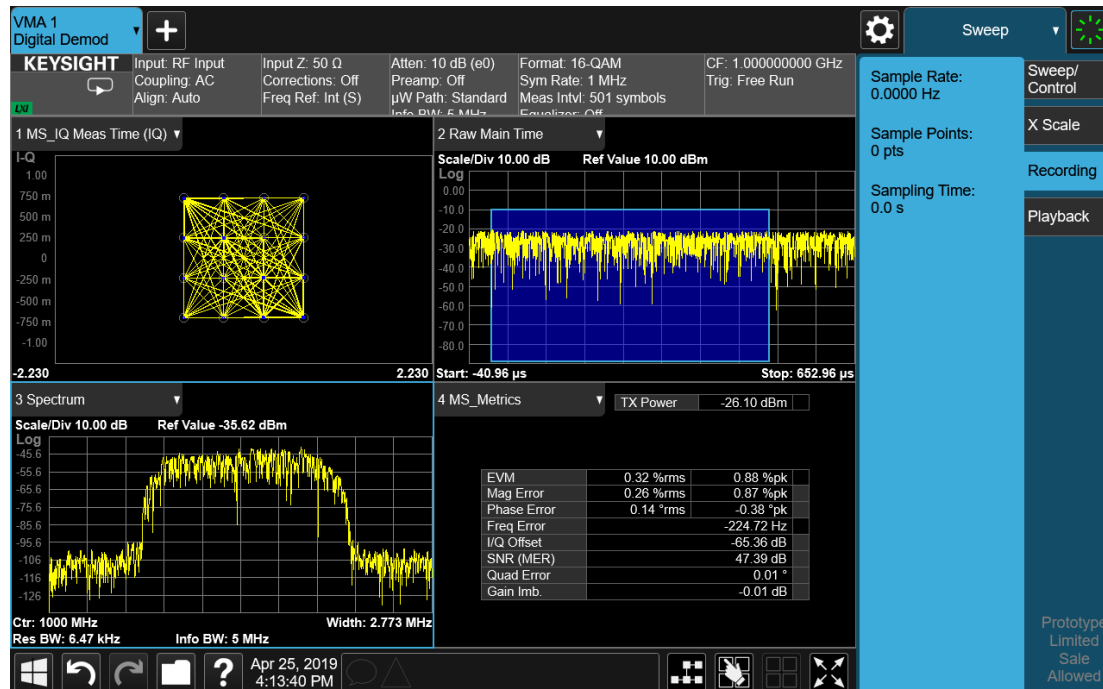 VMA 1
Digital Demod
Sweep
KEYSIGHT
LXI
Input: RF Input
Coupling: AC
Align: Auto
Input Z: 50 Ω
Corrections: Off
Freq Ref: Int (S)
Atten: 10 dB (e0)
Preamp: Off
µW Path: Standard
Info BW: 5 MHz
Format: 16-QAM
Sym Rate: 1 MHz
Meas Intvl: 501 symbols
Equalizer: Off
CF: 1.000000000 GHz
Trig: Free Run
1 MS_IQ Meas Time (IQ)
I-Q
1.00
750 m
500 m
250 m
0
-250 m
-500 m
-750 m
-1.00
-2.230
2.230
2 Raw Main Time
Scale/Div 10.00 dB Ref Value 10.00 dBm
Log
0.00
-10.0
-20.0
-30.0
-40.0
-50.0
-60.0
-70.0
-80.0
Start: -40.96 µs Stop: 652.96 µs
3 Spectrum
Scale/Div 10.00 dB Ref Value -35.62 dBm
Log
-45.6
-55.6
-65.6
-75.6
-85.6
-95.6
-106
-116
-126
Ctr: 1000 MHz Width: 2.773 MHz
Res BW: 6.47 kHz Info BW: 5 MHz
4 MS_Metrics
TX Power -26.10 dBm
EVM 0.32 %rms 0.88 %pk
Mag Error 0.26 %rms 0.87 %pk
Phase Error 0.14 °rms -0.38 °pk
Freq Error -224.72 Hz
I/Q Offset -65.36 dB
SNR (MER) 47.39 dB
Quad Error 0.01 °
Gain Imb. -0.01 dB
Sample Rate:
0.0000 Hz
Sample Points:
0 pts
Sampling Time:
0.0 s
Sweep/
Control
X Scale
Recording
Playback
Prototype
Limited
Sale
Allowed
?
Apr 25, 2019
4:13:40 PM